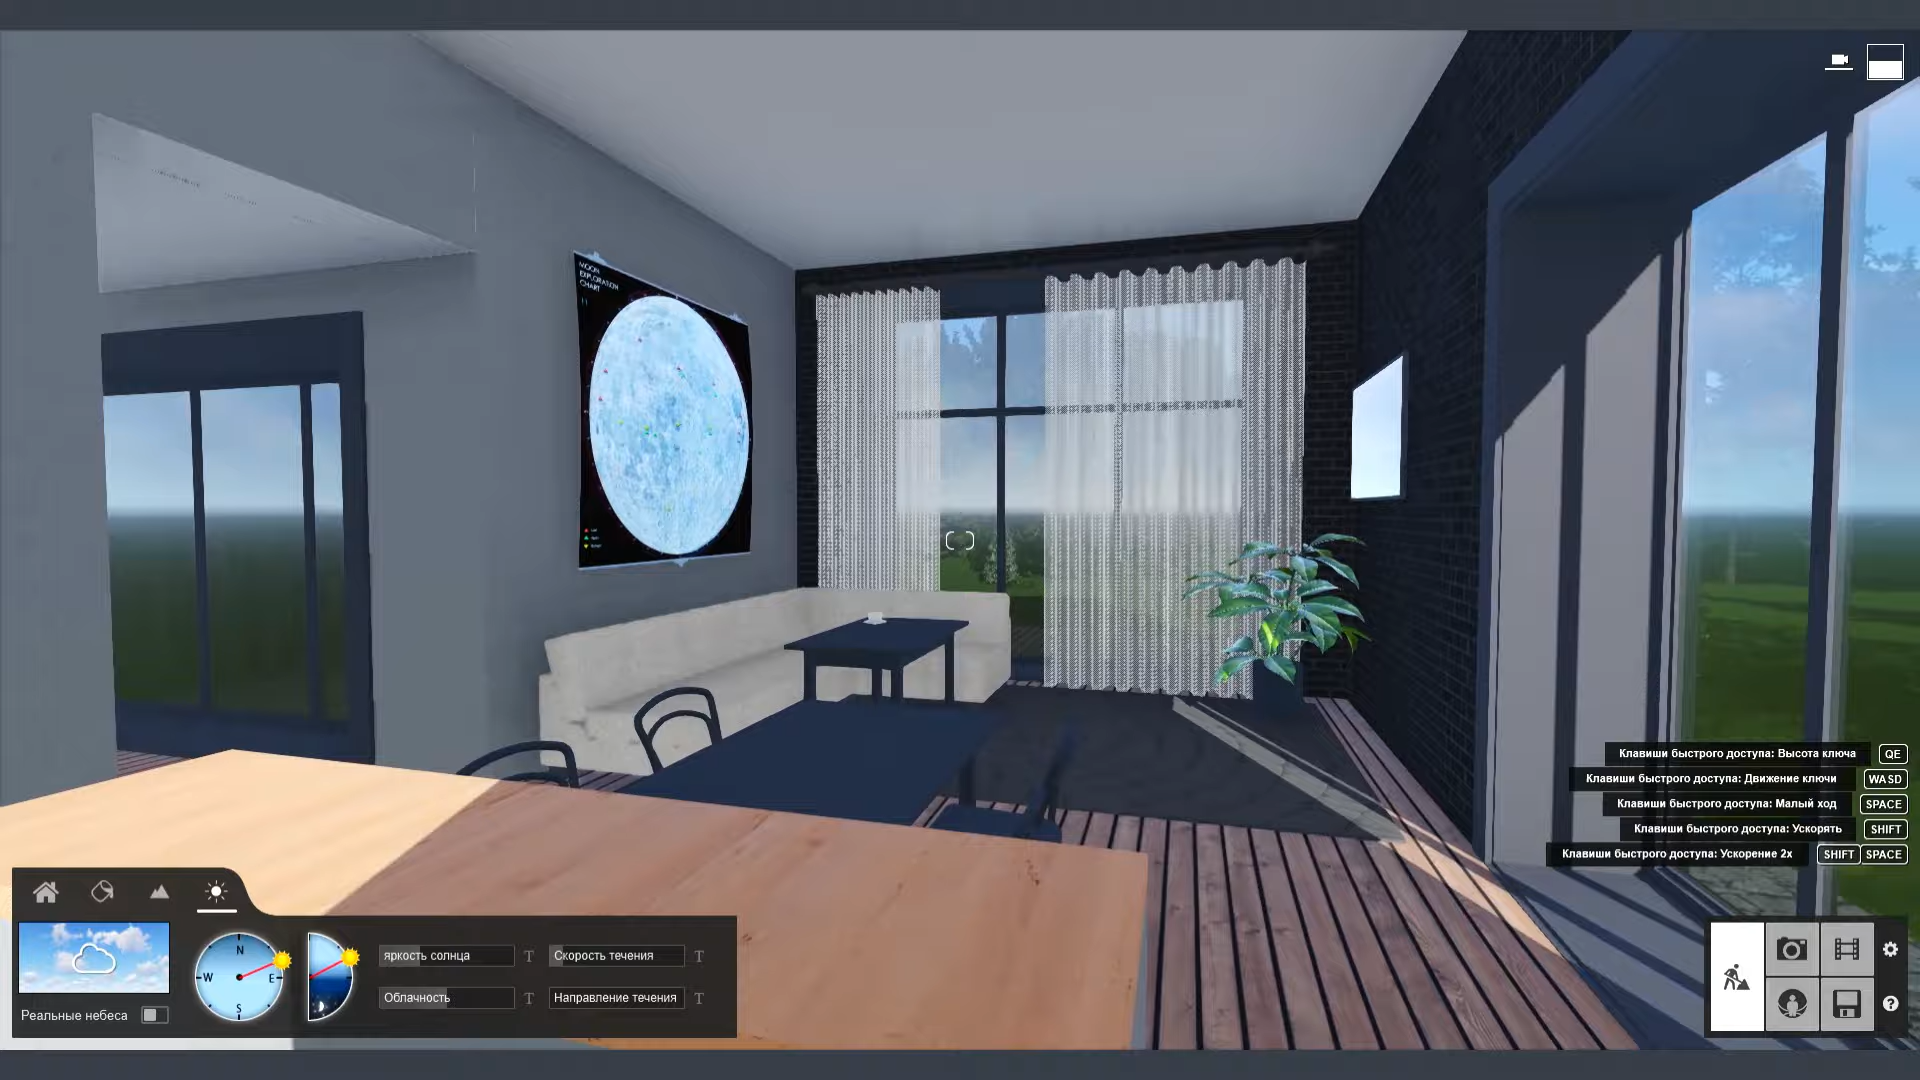 MOON
EXPLORATION
CHART
Клавиши быстрого доступа: Высота ключа QE
Клавиши быстрого доступа: Движение ключи WASD
Клавиши быстрого доступа: Малый ход SPACE
Клавиши быстрого доступа: Ускорять SHIFT
Клавиши быстрого доступа: Ускорение 2x SHIFT SPACE
N
W E
S
яркость солнца T
Скорость течения T
Облачность T
Направление течения T
Реальные небеса
?